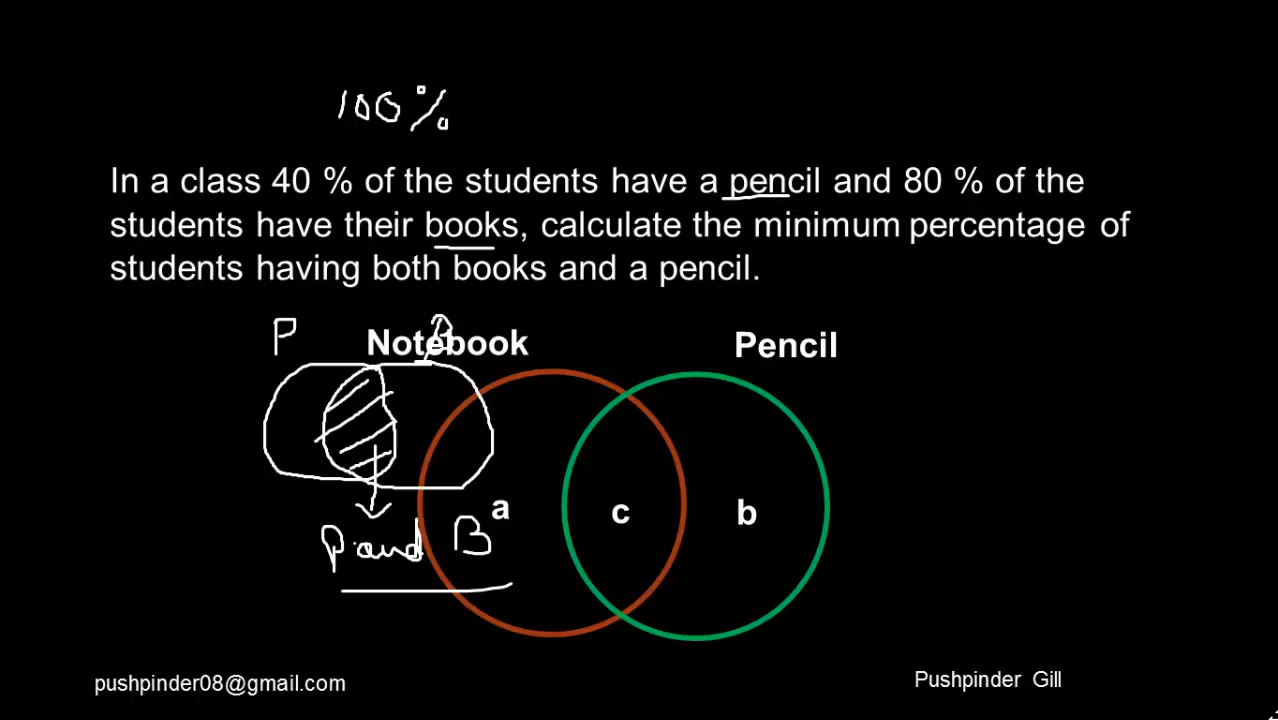 100%
In a class 40 % of the students have a pencil and 80 % of the
students have their books, calculate the minimum percentage of
students having both books and a pencil.
P
B
Notebook
Pencil
a
c
b
P and B
pushpinder08@gmail.com
Pushpinder Gill